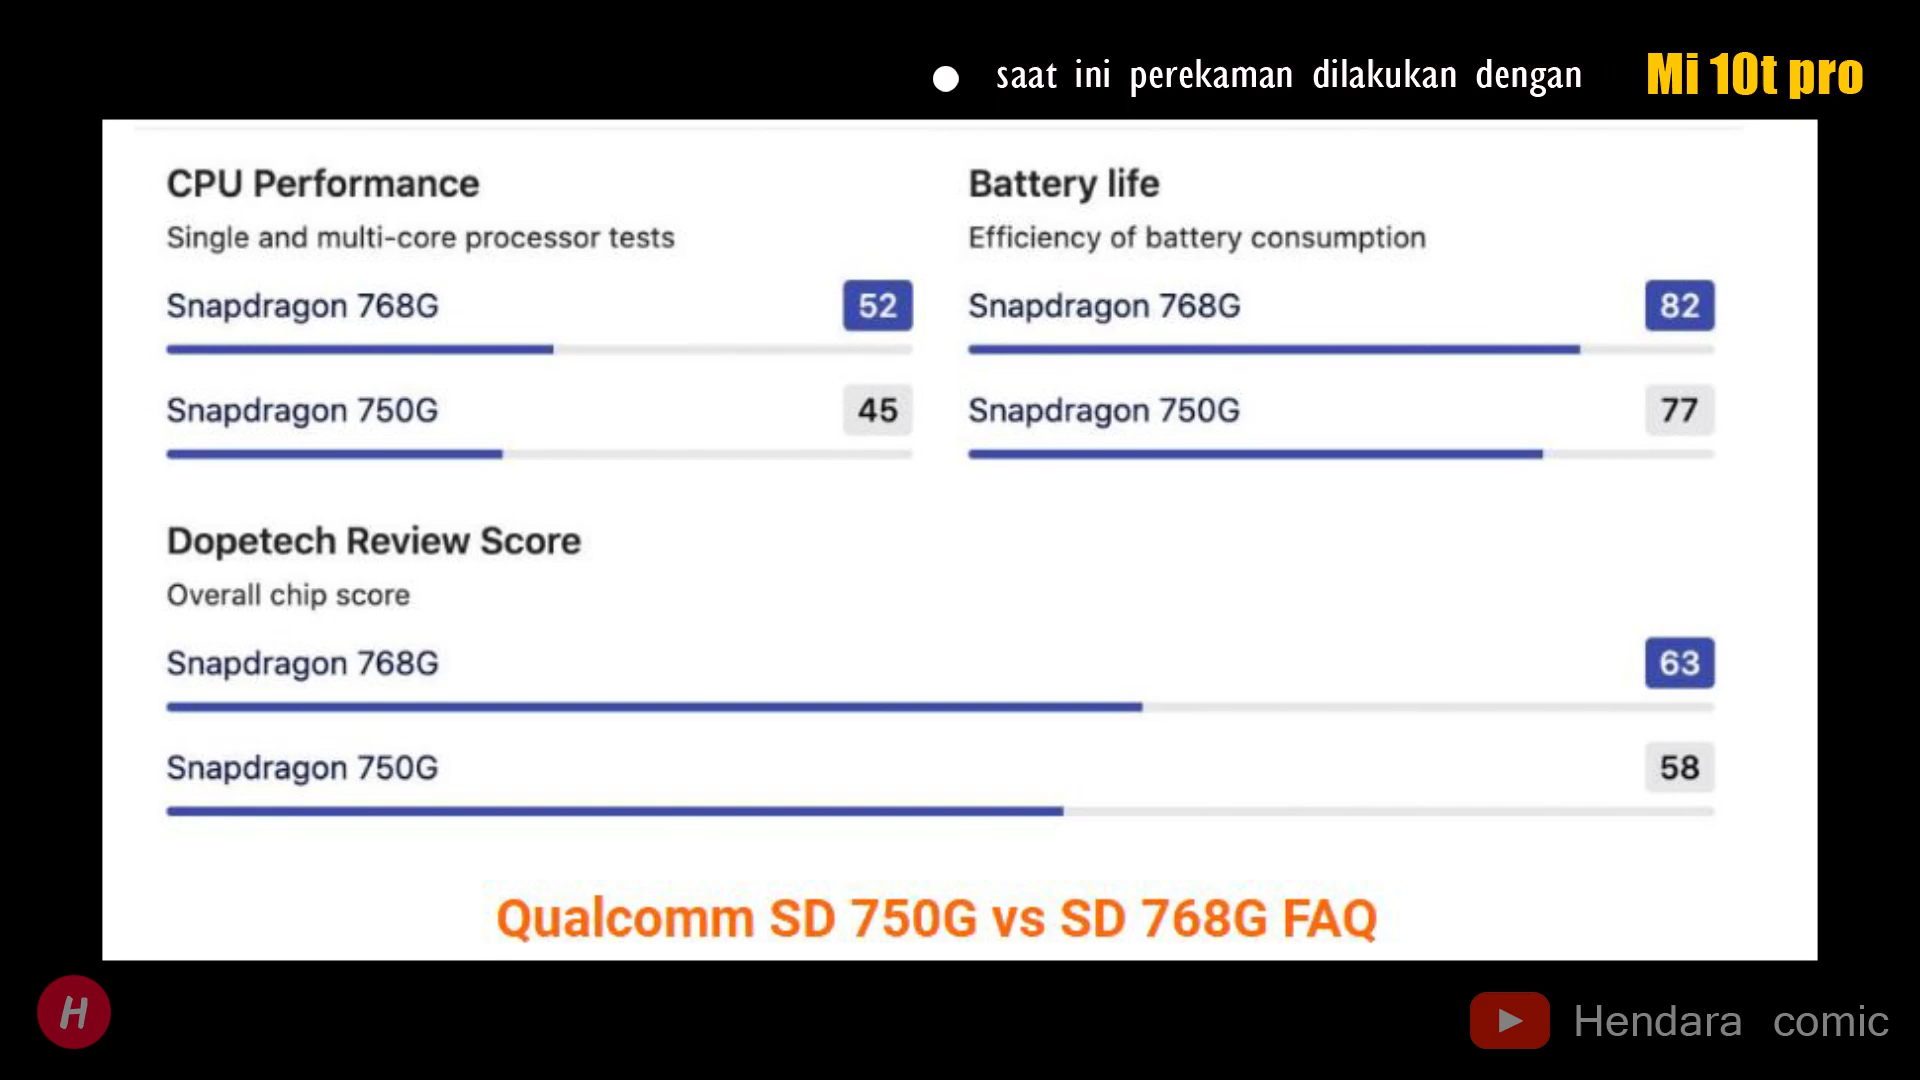 saat ini perekaman dilakukan dengan Mi 10t pro
CPU Performance
Single and multi-core processor tests
Snapdragon 768G 52
Snapdragon 750G 45
Battery life
Efficiency of battery consumption
Snapdragon 768G 82
Snapdragon 750G 77
Dopetech Review Score
Overall chip score
Snapdragon 768G 63
Snapdragon 750G 58
Qualcomm SD 750G vs SD 768G FAQ
H
Hendara comic